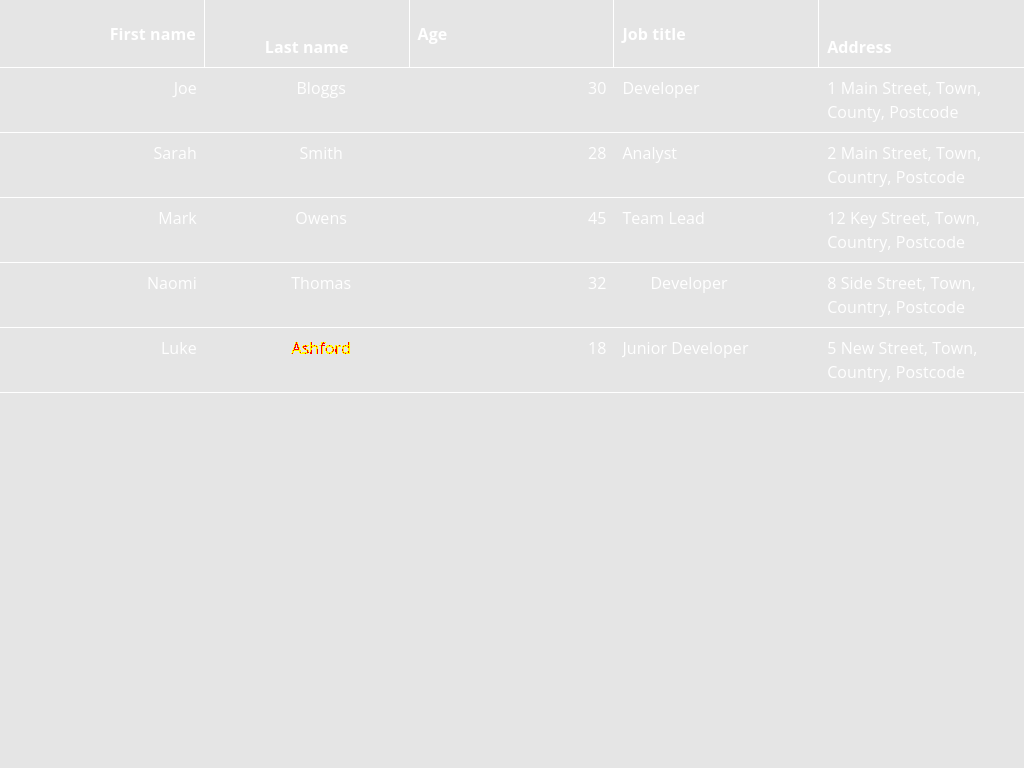 First name Last name Age Job title Address
Joe Bloggs 30 Developer 1 Main Street, Town,
County, Postcode
Sarah Smith 28 Analyst 2 Main Street, Town,
Country, Postcode
Mark Owens 45 Team Lead 12 Key Street, Town,
Country, Postcode
Naomi Thomas 32 Developer 8 Side Street, Town,
Country, Postcode
Luke Ashford 18 Junior Developer 5 New Street, Town,
Country, Postcode